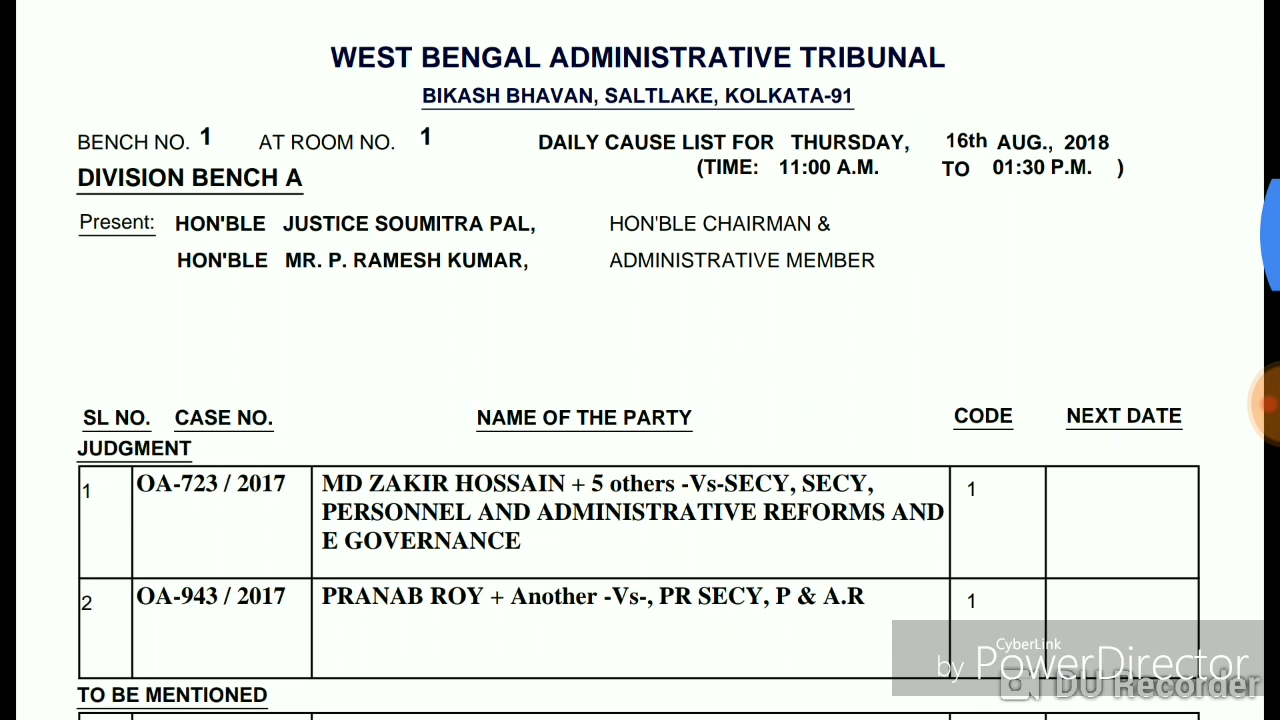 WEST BENGAL ADMINISTRATIVE TRIBUNAL
BIKASH BHAVAN, SALTLAKE, KOLKATA-91
BENCH NO. 1 AT ROOM NO. 1 DAILY CAUSE LIST FOR THURSDAY, 16th AUG., 2018
DIVISION BENCH A (TIME: 11:00 A.M. TO 01:30 P.M. )
Present: HON'BLE JUSTICE SOUMITRA PAL, HON'BLE CHAIRMAN &
HON'BLE MR. P. RAMESH KUMAR, ADMINISTRATIVE MEMBER
SL NO. CASE NO. NAME OF THE PARTY CODE NEXT DATE
JUDGMENT
1 OA-723 / 2017 MD ZAKIR HOSSAIN + 5 others -Vs-SECY, SECY, 1
PERSONNEL AND ADMINISTRATIVE REFORMS AND
E GOVERNANCE
2 OA-943 / 2017 PRANAB ROY + Another -Vs-, PR SECY, P & A.R 1
CyberLink
by PowerDirector
DU Recorder
TO BE MENTIONED